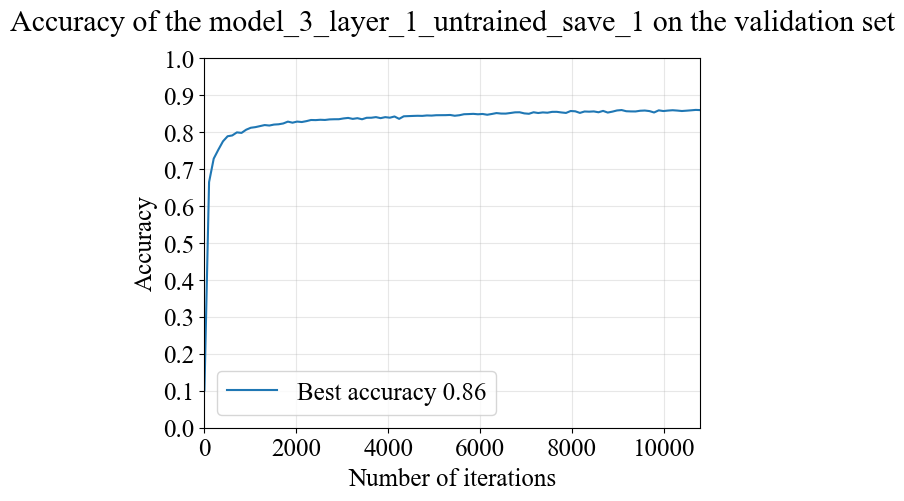 Accuracy of the model_3_layer_1_untrained_save_1 on the validation set
1.0
0.9
0.8
0.7
0.6
0.5
0.4
0.3
0.2
0.1
0.0
Accuracy
Best accuracy 0.86
0 2000 4000 6000 8000 10000
Number of iterations